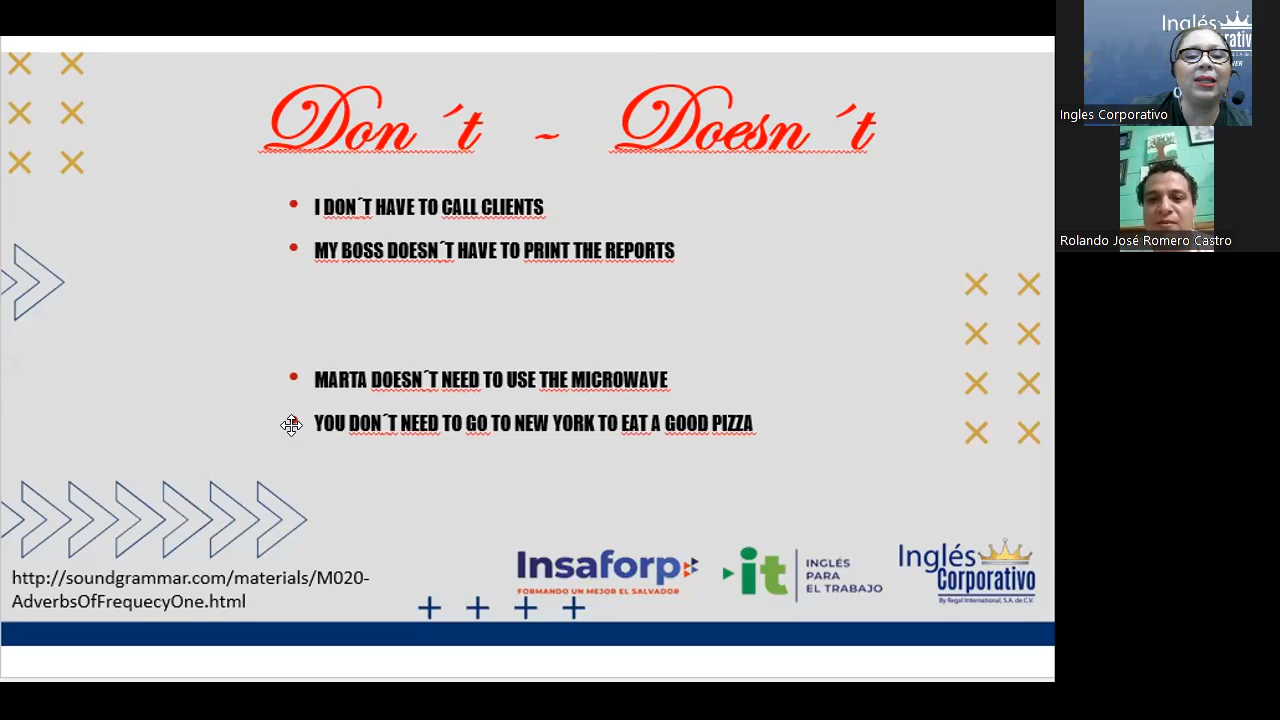 Don´t - Doesn´t
• I DON´T HAVE TO CALL CLIENTS
• MY BOSS DOESN´T HAVE TO PRINT THE REPORTS
• MARTA DOESN´T NEED TO USE THE MICROWAVE
YOU DON´T NEED TO GO TO NEW YORK TO EAT A GOOD PIZZA
http://soundgrammar.com/materials/M020-
AdverbsOfFrequecyOne.html
Insaforp
FORMANDO UN MEJOR EL SALVADOR
it
INGLÉS
PARA
EL TRABAJO
Inglés
Corporativo
By Regal International, S.A. de C.V.
Inglés
Ingles Corporativo
Rolando José Romero Castro